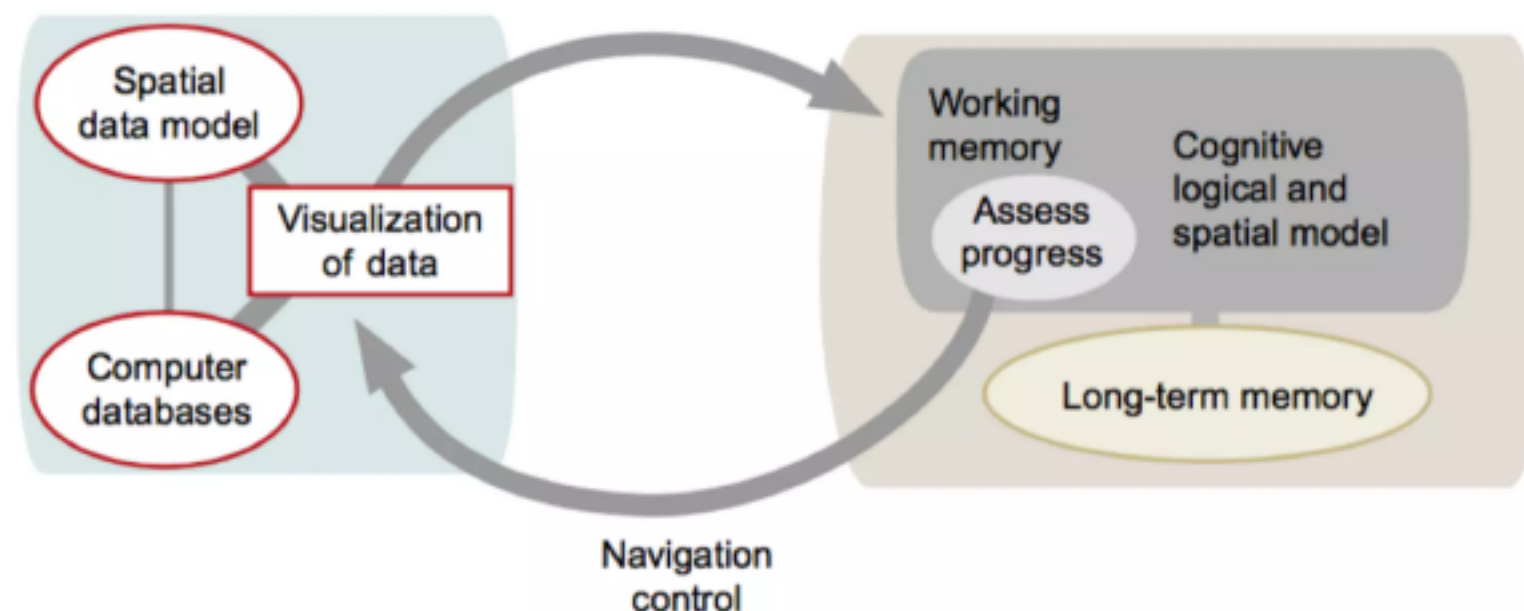 Spatial
data model
Visualization
of data
Computer
databases
Working
memory
Assess
progress
Cognitive
logical and
spatial model
Long-term memory
Navigation
control